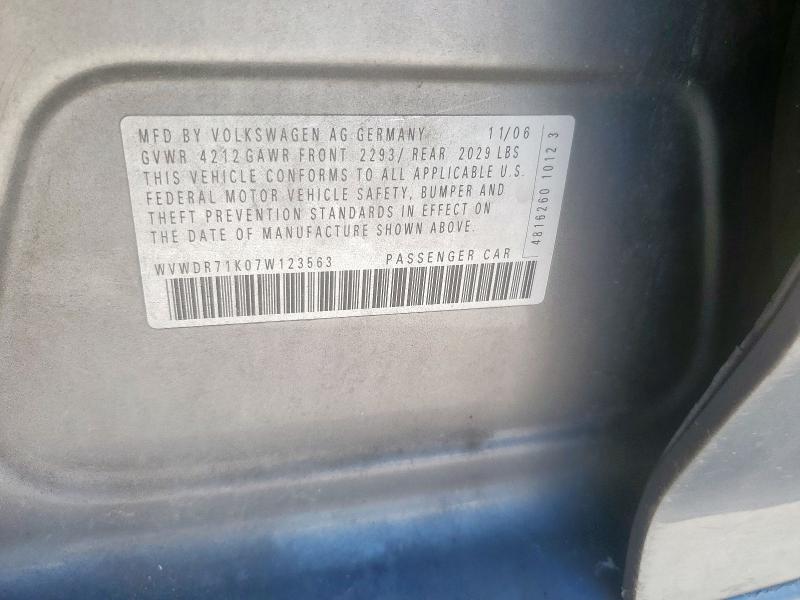 MFD BY VOLKSWAGEN AG GERMANY 11/06
GVWR 4212 GAWR FRONT 2293/ REAR 2029 LBS
THIS VEHICLE CONFORMS TO ALL APPLICABLE U.S.
FEDERAL MOTOR VEHICLE SAFETY, BUMPER AND
THEFT PREVENTION STANDARDS IN EFFECT ON
THE DATE OF MANUFACTURE SHOWN ABOVE.
WVWDR71K07W123563 PASSENGER CAR
4816260 1012 3